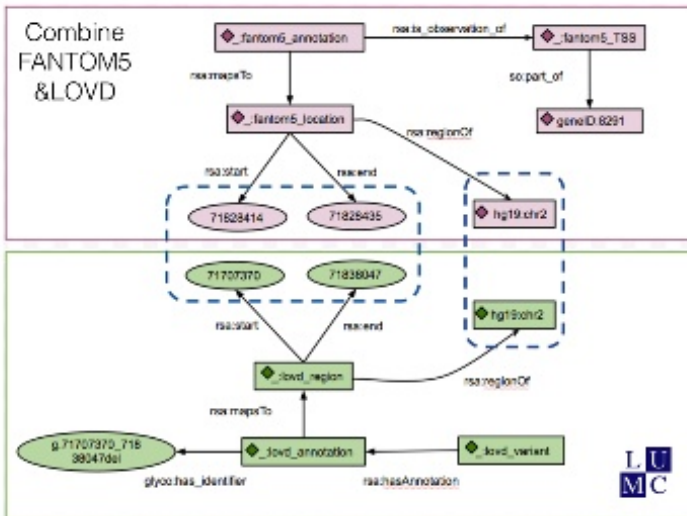 Combine
FANTOM5
&LOVD
_:fantom5_annotation
rsa:is_observation_of
_:fantom5_TSS
rsa:mapsTo
so:part_of
_:fantom5_location
geneID:8291
rsa:regionOf
rsa:start
rsa:end
71828414
71828435
hg19:chr2
71707370
71838047
hg19:chr2
rsa:start
rsa:end
_:lovd_region
rsa:regionOf
rsa:mapsTo
g.71707370_718
38047del
_:lovd_annotation
_:lovd_variant
glyco:has_identifier
rsa:hasAnnotation
L U
M C